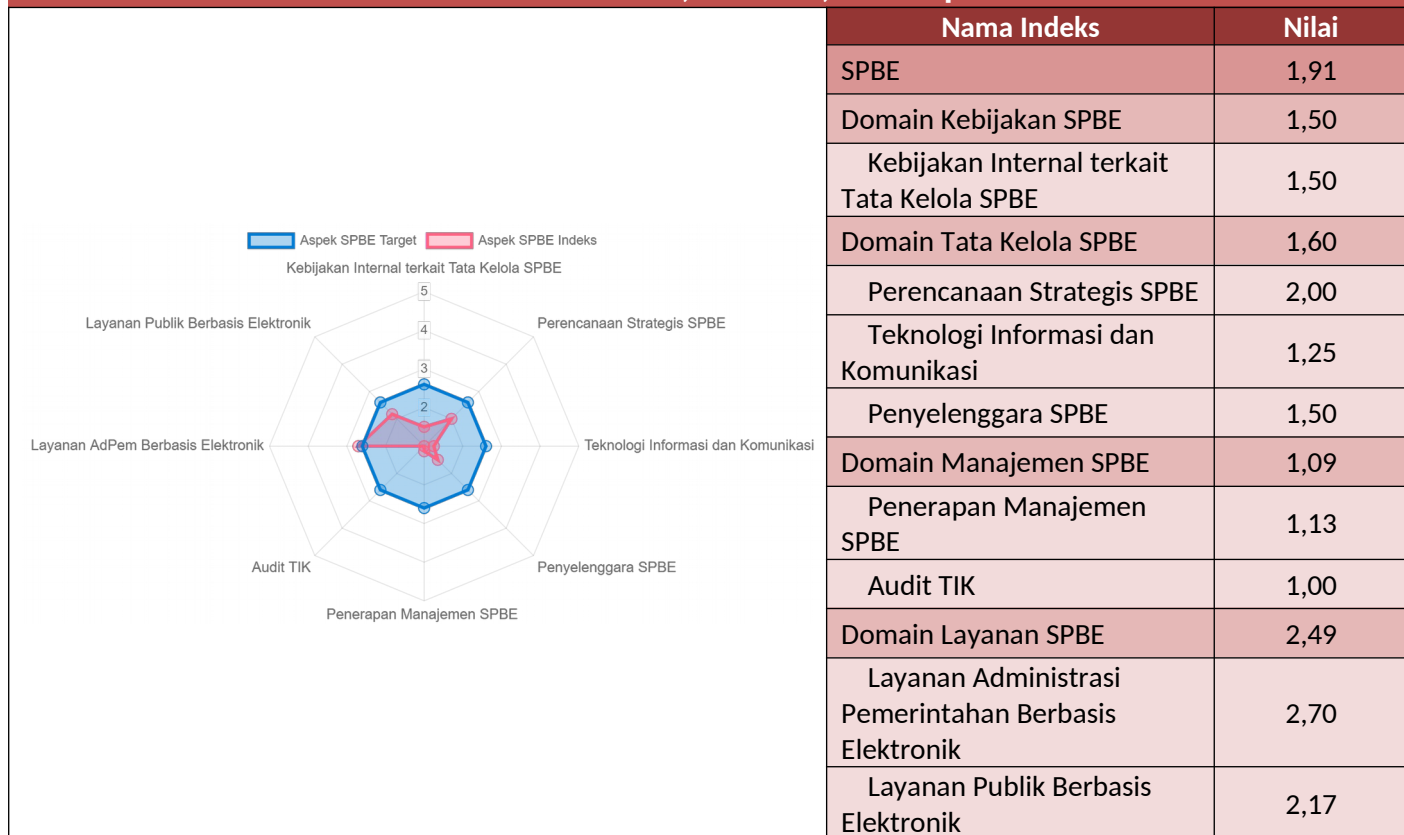 Aspek SPBE Target Aspek SPBE Indeks
Kebijakan Internal terkait Tata Kelola SPBE
5
Layanan Publik Berbasis Elektronik
Perencanaan Strategis SPBE
4
3
2
Layanan AdPem Berbasis Elektronik
Teknologi Informasi dan Komunikasi
Audit TIK
Penyelenggara SPBE
Penerapan Manajemen SPBE
Nama Indeks Nilai
SPBE 1,91
Domain Kebijakan SPBE 1,50
Kebijakan Internal terkait
Tata Kelola SPBE 1,50
Domain Tata Kelola SPBE 1,60
Perencanaan Strategis SPBE 2,00
Teknologi Informasi dan
Komunikasi 1,25
Penyelenggara SPBE 1,50
Domain Manajemen SPBE 1,09
Penerapan Manajemen
SPBE 1,13
Audit TIK 1,00
Domain Layanan SPBE 2,49
Layanan Administrasi
Pemerintahan Berbasis 2,70
Elektronik
Layanan Publik Berbasis
Elektronik 2,17